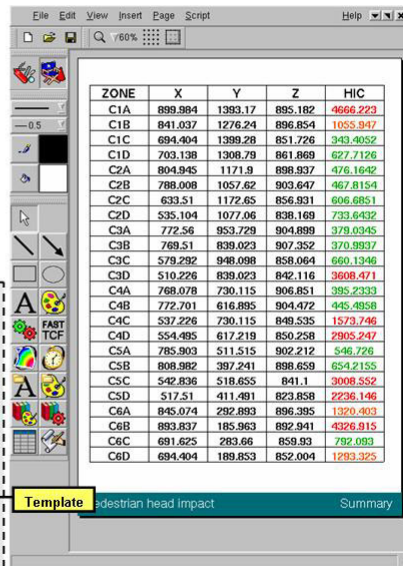 File Edit View Insert Page Script Help
60%
ZONE X Y Z HIC
C1A 899.984 1393.17 895.182 4666.223
C1B 841.037 1276.24 896.854 1055.947
C1C 694.404 1399.28 851.726 343.4052
C1D 703.138 1308.79 861.869 627.7126
C2A 804.945 1171.9 898.937 476.1642
C2B 788.008 1057.62 903.647 467.8154
C2C 633.51 1172.65 856.931 606.6851
C2D 535.104 1077.06 838.169 733.6432
C3A 772.56 953.729 904.899 379.0345
C3B 769.51 839.023 907.352 370.9937
C3C 579.292 948.098 858.064 660.1346
C3D 510.226 839.023 842.116 3608.471
C4A 768.078 730.115 906.851 395.2333
C4B 772.701 616.895 904.472 445.4958
C4C 537.226 730.115 849.535 1573.746
C4D 554.495 617.219 850.258 2905.247
C5A 785.903 511.515 902.212 546.726
C5B 808.982 397.241 898.659 654.2155
C5C 542.836 518.655 841.1 3008.552
C5D 517.51 411.491 823.858 2236.146
C6A 845.074 292.893 896.395 1320.403
C6B 893.837 185.963 892.941 4326.915
C6C 691.625 283.66 859.93 792.093
C6D 694.404 189.853 852.004 1293.325
0.5
A
FAST
TCF
A
Template edestrian head impact Summary